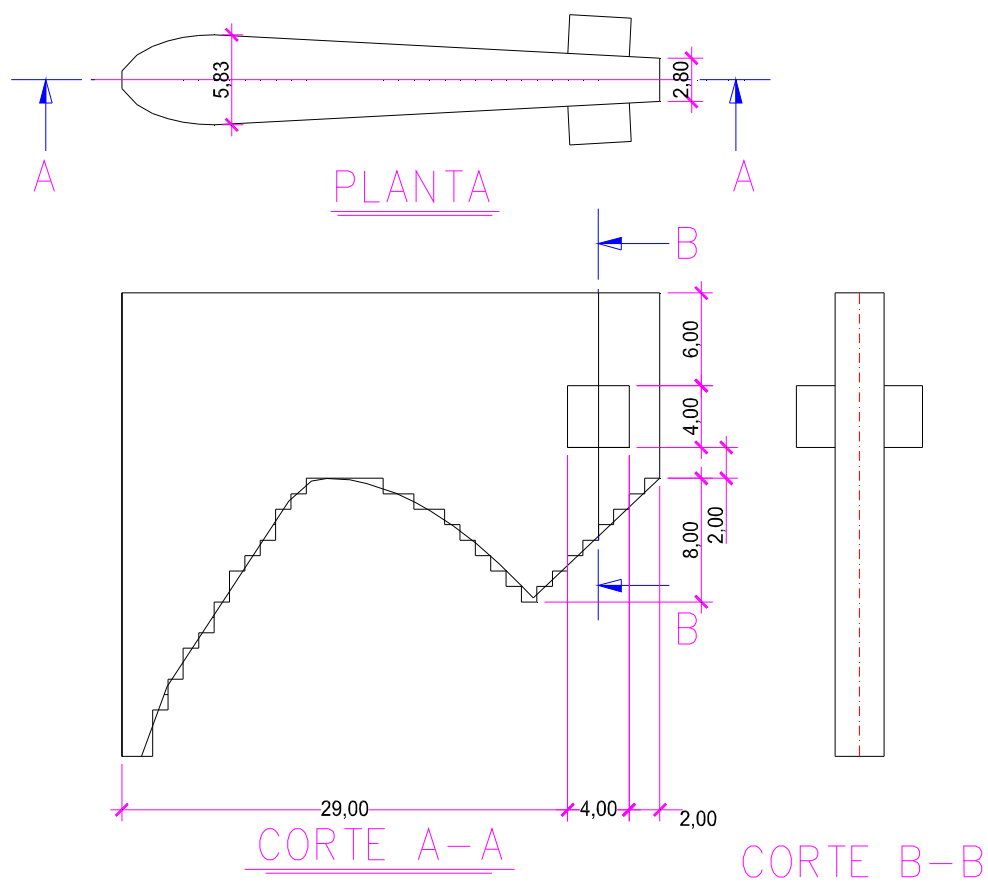 5,83
2,80
A
A
PLANTA
B
6,00
4,00
8,00
2,00
B
29,00
4,00
2,00
CORTE A-A
CORTE B-B